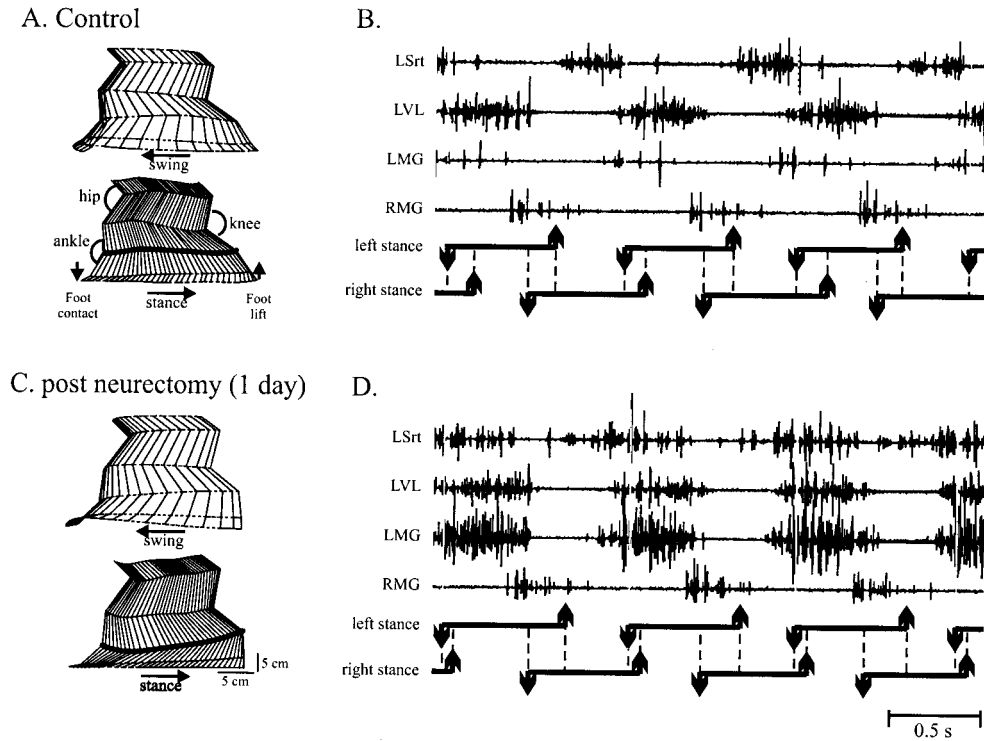 A. Control
swing
hip
knee
ankle
Foot
contact
stance
Foot
lift
B.
LSrt
LVL
LMG
RMG
left stance
right stance
C. post neurectomy (1 day)
swing
stance
5 cm
5 cm
D.
LSrt
LVL
LMG
RMG
left stance
right stance
0.5 s